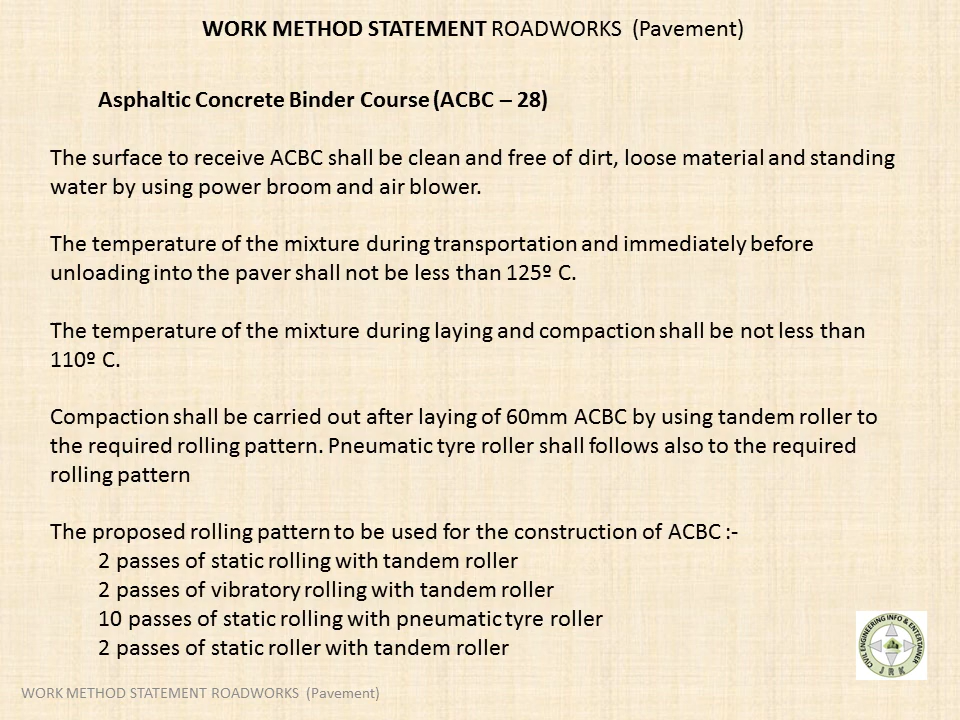 WORK METHOD STATEMENT ROADWORKS (Pavement)
Asphaltic Concrete Binder Course (ACBC – 28)
The surface to receive ACBC shall be clean and free of dirt, loose material and standing
water by using power broom and air blower.
The temperature of the mixture during transportation and immediately before
unloading into the paver shall not be less than 125º C.
The temperature of the mixture during laying and compaction shall be not less than
110º C.
Compaction shall be carried out after laying of 60mm ACBC by using tandem roller to
the required rolling pattern. Pneumatic tyre roller shall follows also to the required
rolling pattern
The proposed rolling pattern to be used for the construction of ACBC :-
2 passes of static rolling with tandem roller
2 passes of vibratory rolling with tandem roller
10 passes of static rolling with pneumatic tyre roller
2 passes of static roller with tandem roller
CIVIL ENGINEERING INFO & ENTERTAINER
J R K
WORK METHOD STATEMENT ROADWORKS (Pavement)